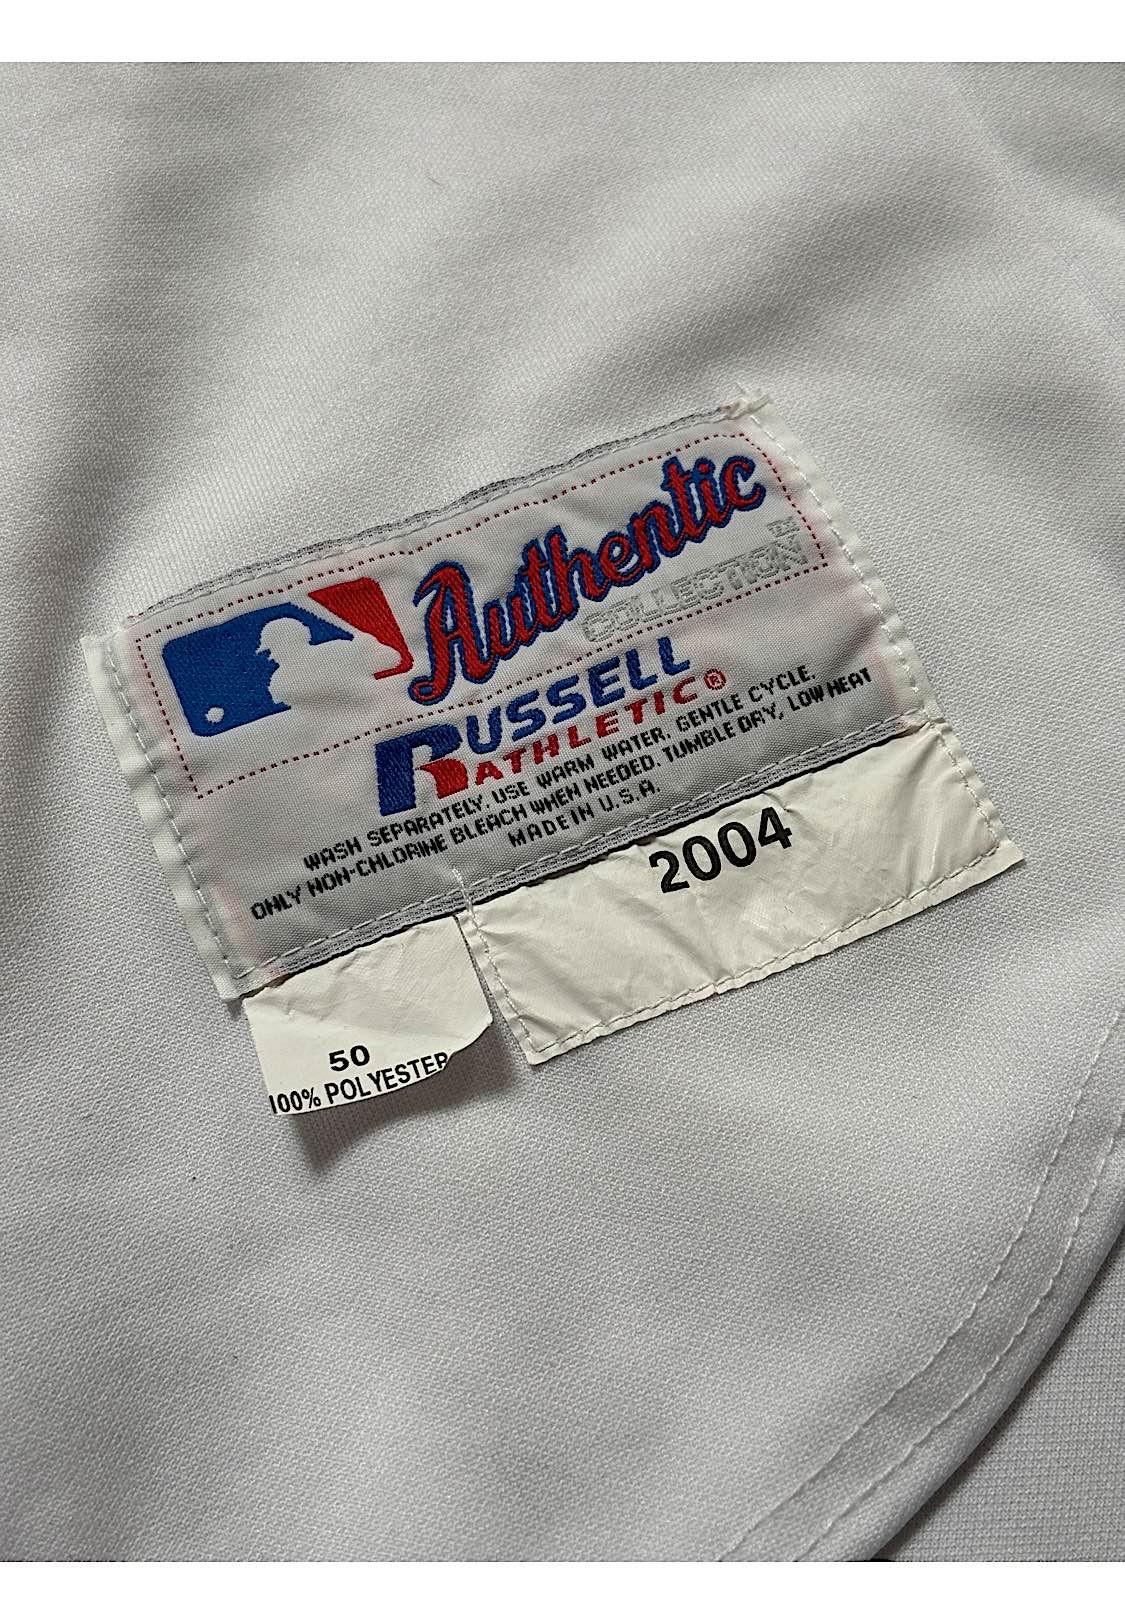 Authentic
COLLECTION™
RUSSELL
ATHLETIC®
WASH SEPARATELY. USE WARM WATER. GENTLE CYCLE.
ONLY NON-CHLORINE BLEACH WHEN NEEDED. TUMBLE DRY, LOW HEAT
MADE IN U.S.A.
2004
50
100% POLYESTER